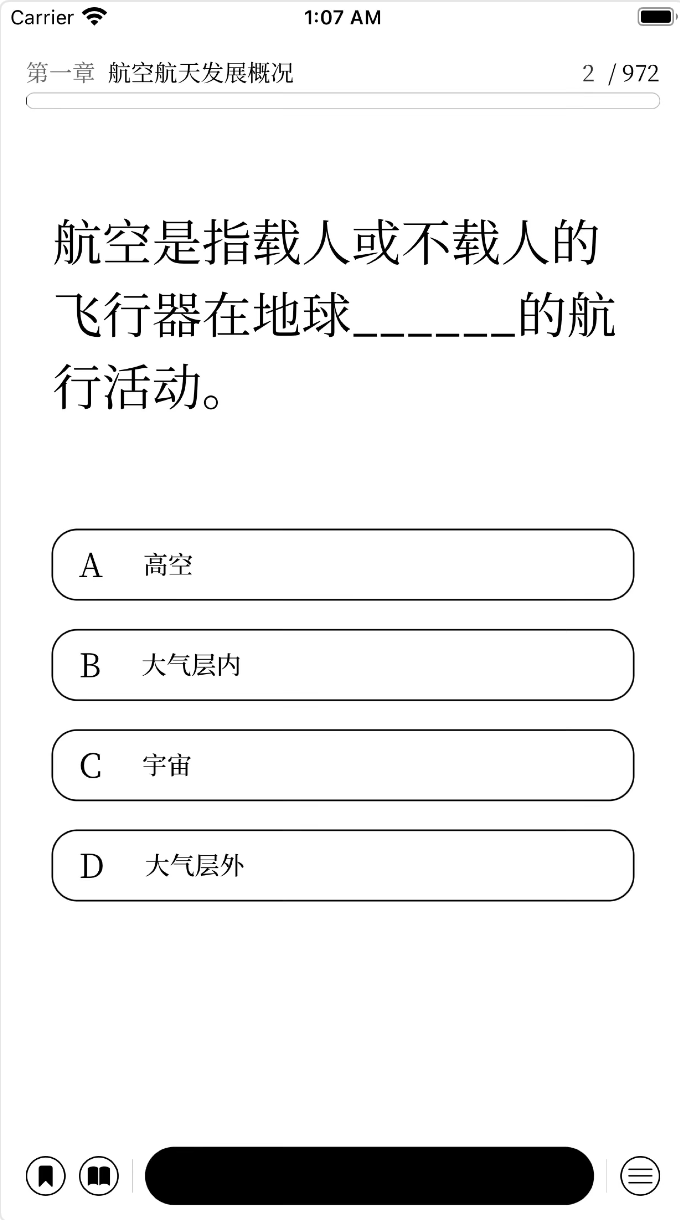 Carrier 1:07 AM
第一章 航空航天发展概况 2 / 972
航空是指载人或不载人的
飞行器在地球______的航
行活动。
A 高空
B 大气层内
C 宇宙
D 大气层外